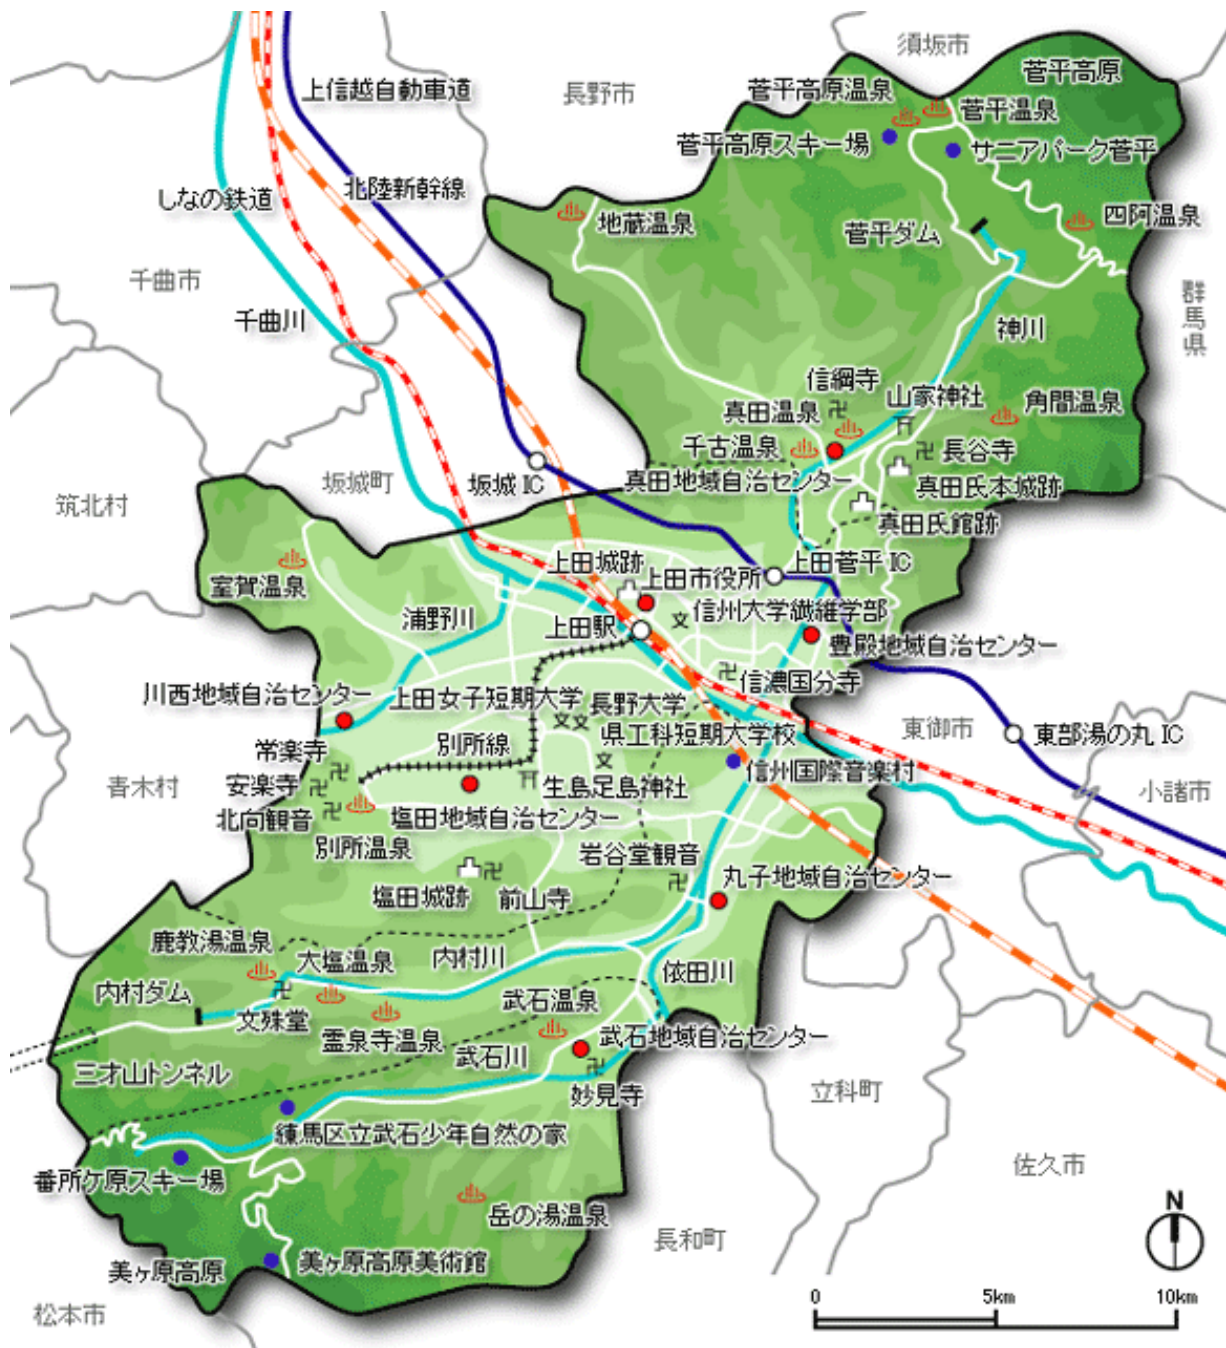 須坂市
菅平高原
菅平高原温泉
上信越自動車道
長野市
菅平温泉
菅平高原スキー場
サニアパーク菅平
北陸新幹線
しなの鉄道
地蔵温泉
四阿温泉
菅平ダム
千曲市
群馬県
千曲川
神川
信綱寺
山家神社
真田温泉
角間温泉
千古温泉
長谷寺
坂城町
坂城 IC
真田地域自治センター
真田氏本城跡
筑北村
真田氏館跡
上田城跡
上田菅平 IC
室賀温泉
上田市役所
信州大学繊維学部
浦野川
上田駅
豊殿地域自治センター
信濃国分寺
川西地域自治センター
上田女子短期大学
長野大学
東御市
県工科短期大学校
東部湯の丸 IC
常楽寺
別所線
信州国際音楽村
青木村
安楽寺
生島足島神社
小諸市
北向観音
塩田地域自治センター
別所温泉
岩谷堂観音
丸子地域自治センター
塩田城跡
前山寺
鹿教湯温泉
大塩温泉
内村川
依田川
内村ダム
文殊堂
武石温泉
霊泉寺温泉
武石川
武石地域自治センター
三才山トンネル
妙見寺
立科町
練馬区立武石少年自然の家
佐久市
番所ケ原スキー場
岳の湯温泉
N
長和町
美ヶ原高原
美ヶ原高原美術館
松本市
0
5km
10km